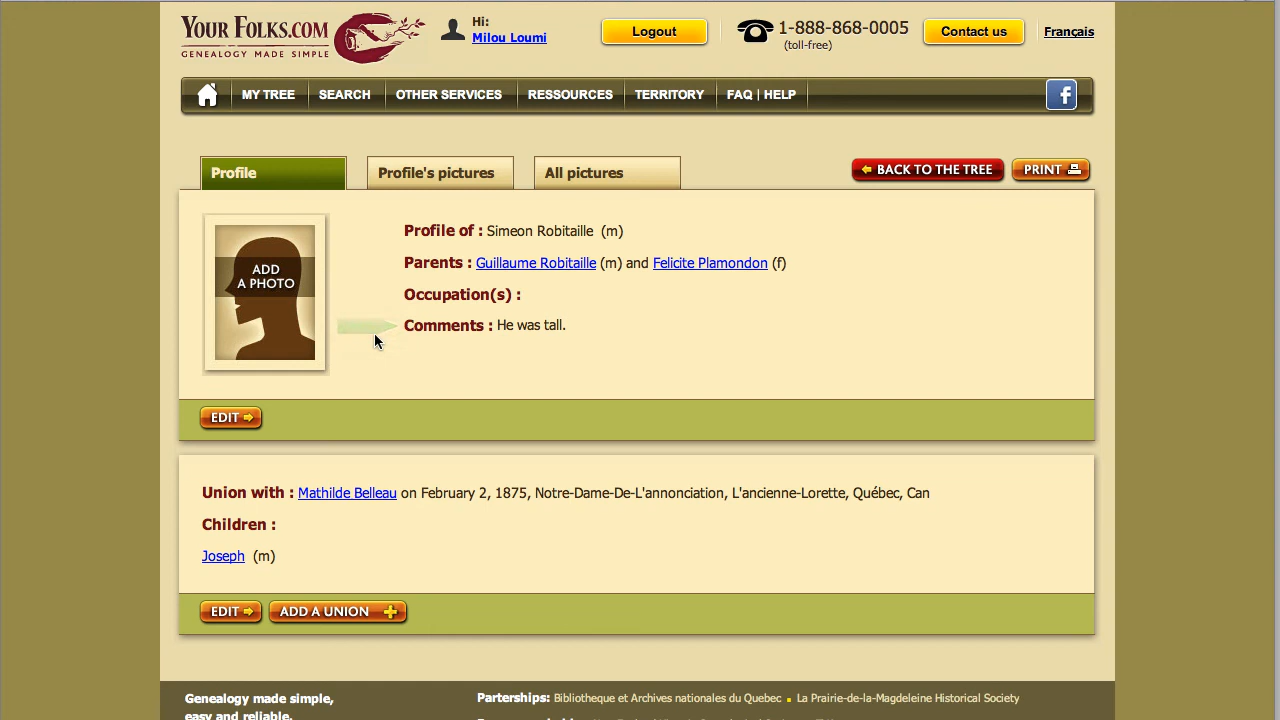 YOUR FOLKS.COM
GENEALOGY MADE SIMPLE
Hi:
Milou Loumi
Logout
1-888-868-0005
(toll-free)
Contact us
Français
MY TREE SEARCH OTHER SERVICES RESSOURCES TERRITORY FAQ | HELP f
Profile
Profile's pictures
All pictures
BACK TO THE TREE
PRINT
ADD
A PHOTO
Profile of : Simeon Robitaille (m)
Parents : Guillaume Robitaille (m) and Felicite Plamondon (f)
Occupation(s) :
Comments : He was tall.
EDIT
Union with : Mathilde Belleau on February 2, 1875, Notre-Dame-De-L'annonciation, L'ancienne-Lorette, Québec, Can
Children :
Joseph (m)
EDIT ADD A UNION
Genealogy made simple,
easy and reliable.
Parterships: Bibliotheque et Archives nationales du Quebec ▪ La Prairie-de-la-Magdeleine Historical Society